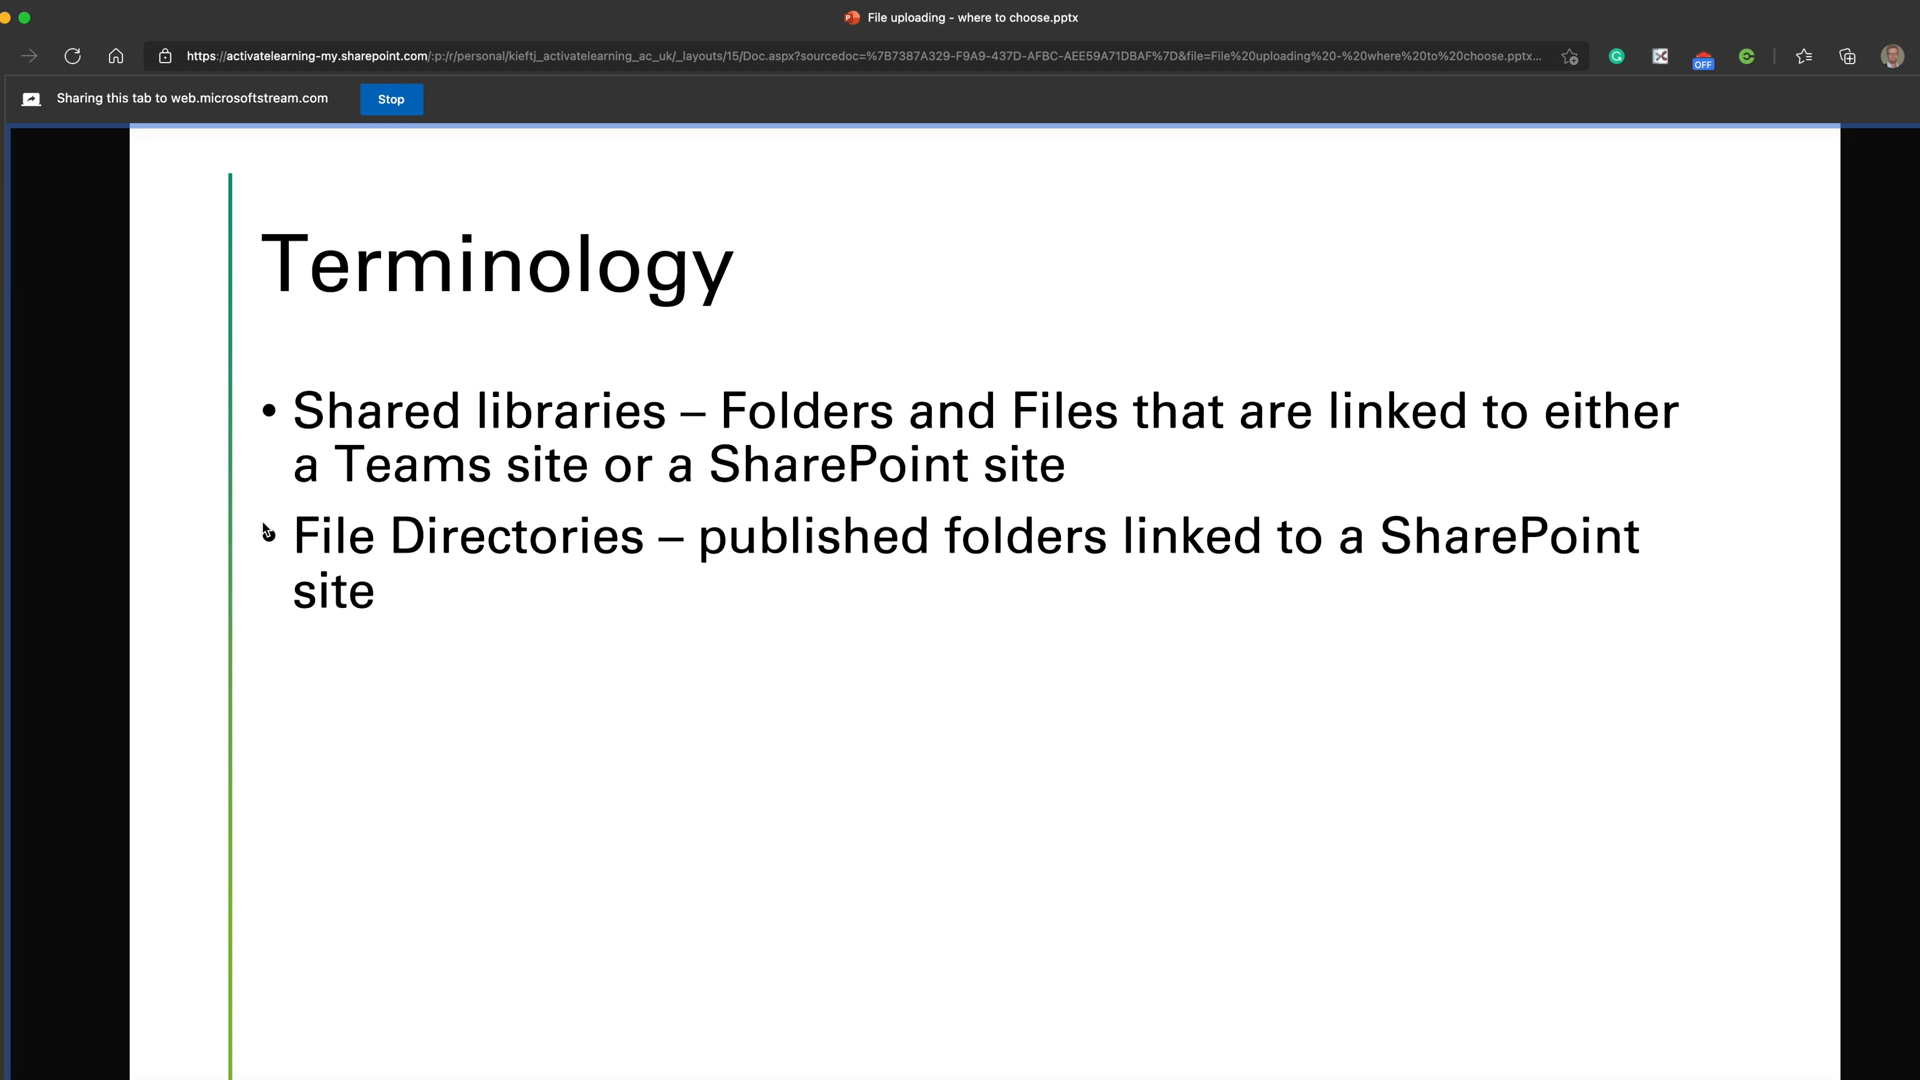 File uploading - where to choose.pptx
https://activatelearning-my.sharepoint.com/:p:/r/personal/kieftj_activatelearning_ac_uk/_layouts/15/Doc.aspx?sourcedoc=%7B7387A329-F9A9-437D-AFBC-AEE59A71DBAF%7D&file=File%20uploading%20-%20where%20to%20choose.pptx...
OFF
Sharing this tab to web.microsoftstream.com
Stop
Terminology
• Shared libraries – Folders and Files that are linked to either
a Teams site or a SharePoint site
• File Directories – published folders linked to a SharePoint
site